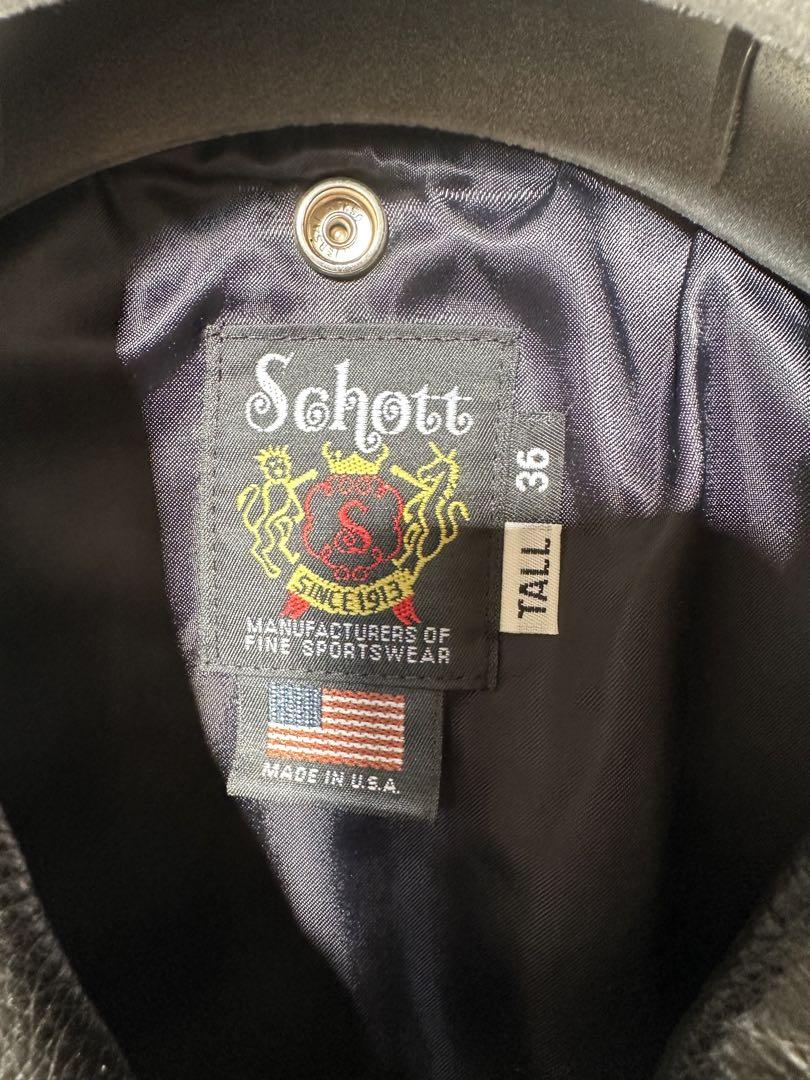 Schott
S
SINCE 1913
MANUFACTURERS OF
FINE SPORTSWEAR
36
TALL
MADE IN U.S.A.